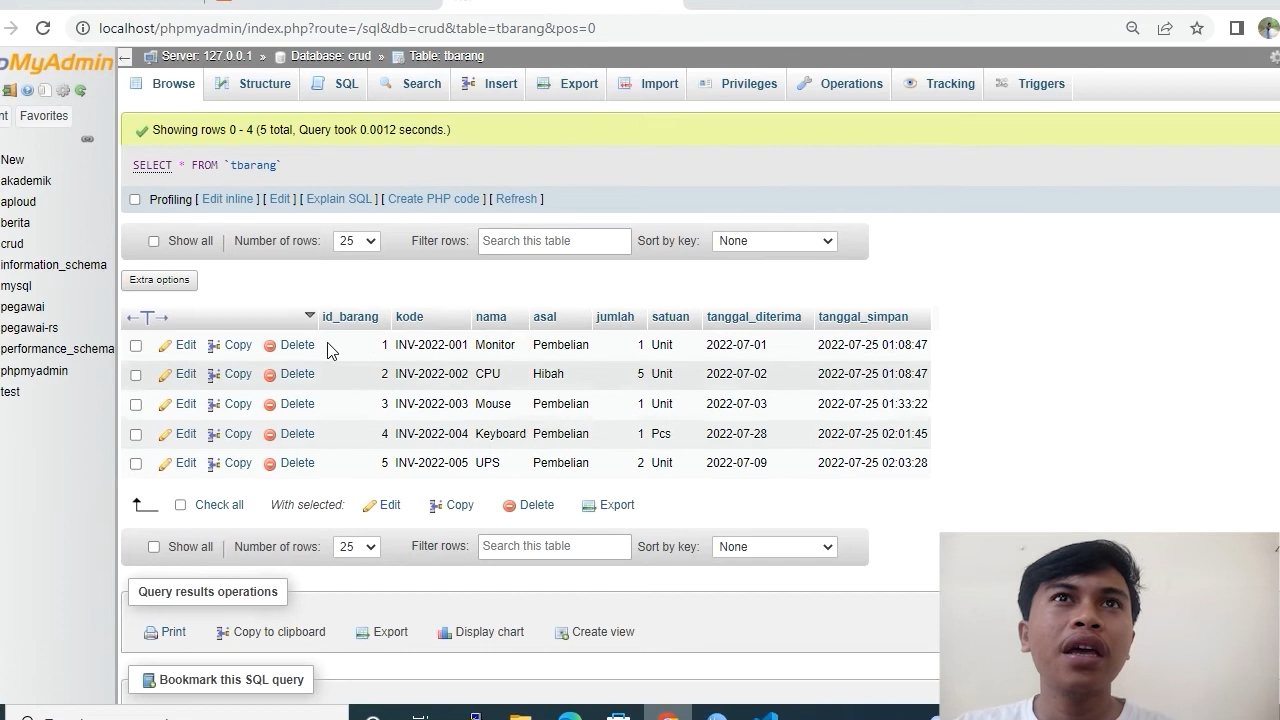 localhost/phpmyadmin/index.php?route=/sql&db=crud&table=tbarang&pos=0
pMyAdmin
nt Favorites
New
akademik
aploud
berita
crud
information_schema
mysql
pegawai
pegawai-rs
performance_schema
phpmyadmin
test
Server: 127.0.0.1 » Database: crud » Table: tbarang
Browse Structure SQL Search Insert Export Import Privileges Operations Tracking Triggers
Showing rows 0 - 4 (5 total, Query took 0.0012 seconds.)
SELECT * FROM `tbarang`
Profiling [ Edit inline ] [ Edit ] [ Explain SQL ] [ Create PHP code ] [ Refresh ]
Show all | Number of rows: 25 Filter rows: Search this table Sort by key: None
Extra options
←T→ id_barang kode nama asal jumlah satuan tanggal_diterima tanggal_simpan
Edit Copy Delete 1 INV-2022-001 Monitor Pembelian 1 Unit 2022-07-01 2022-07-25 01:08:47
Edit Copy Delete 2 INV-2022-002 CPU Hibah 5 Unit 2022-07-02 2022-07-25 01:08:47
Edit Copy Delete 3 INV-2022-003 Mouse Pembelian 1 Unit 2022-07-03 2022-07-25 01:33:22
Edit Copy Delete 4 INV-2022-004 Keyboard Pembelian 1 Pcs 2022-07-28 2022-07-25 02:01:45
Edit Copy Delete 5 INV-2022-005 UPS Pembelian 2 Unit 2022-07-09 2022-07-25 02:03:28
Check all With selected: Edit Copy Delete Export
Show all | Number of rows: 25 Filter rows: Search this table Sort by key: None
Query results operations
Print Copy to clipboard Export Display chart Create view
Bookmark this SQL query